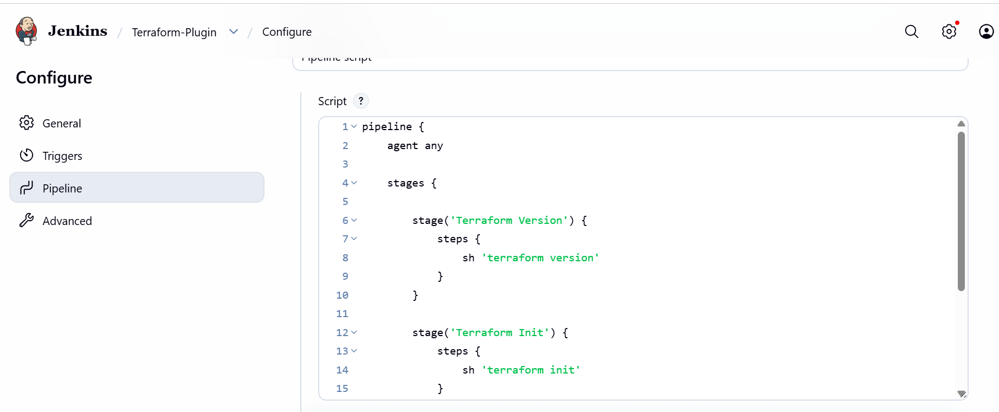 Jenkins / Terraform-Plugin / Configure
Pipeline script
Configure
General
Triggers
Pipeline
Advanced
Script ?
1 pipeline {
2     agent any
3
4     stages {
5
6         stage('Terraform Version') {
7             steps {
8                 sh 'terraform version'
9             }
10         }
11
12         stage('Terraform Init') {
13             steps {
14                 sh 'terraform init'
15             }